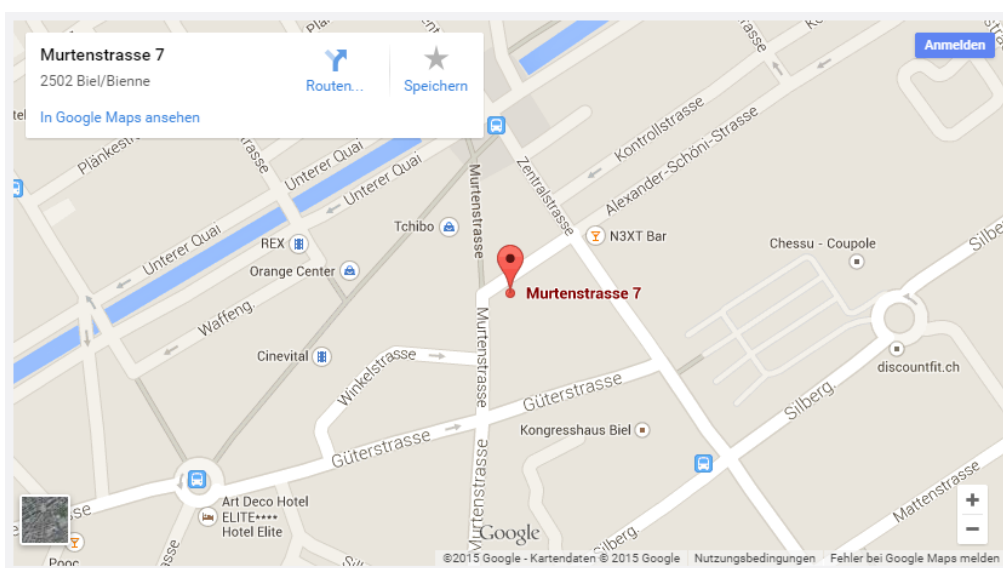 Murtenstrasse 7
2502 Biel/Bienne
In Google Maps ansehen
Routen...
Speichern
Anmelden
Unterer Quai
Unterer Quai
Unterer Quai
Murtenstrasse
Zentralstrasse
Kontrollstrasse
Alexander-Schöni-Strasse
Tchibo
REX
Orange Center
N3XT Bar
Chessu - Coupole
Waffeng.
Murtenstrasse 7
Cinevital
Winkelstrasse
Murtenstrasse
discountfit.ch
Güterstrasse
Silberg.
Güterstrasse
Kongresshaus Biel
Murtenstrasse
Art Deco Hotel
ELITE****
Hotel Elite
Mattenstrasse
Silberg.
Google
+
−
©2015 Google - Kartendaten © 2015 Google
Nutzungsbedingungen
Fehler bei Google Maps melden